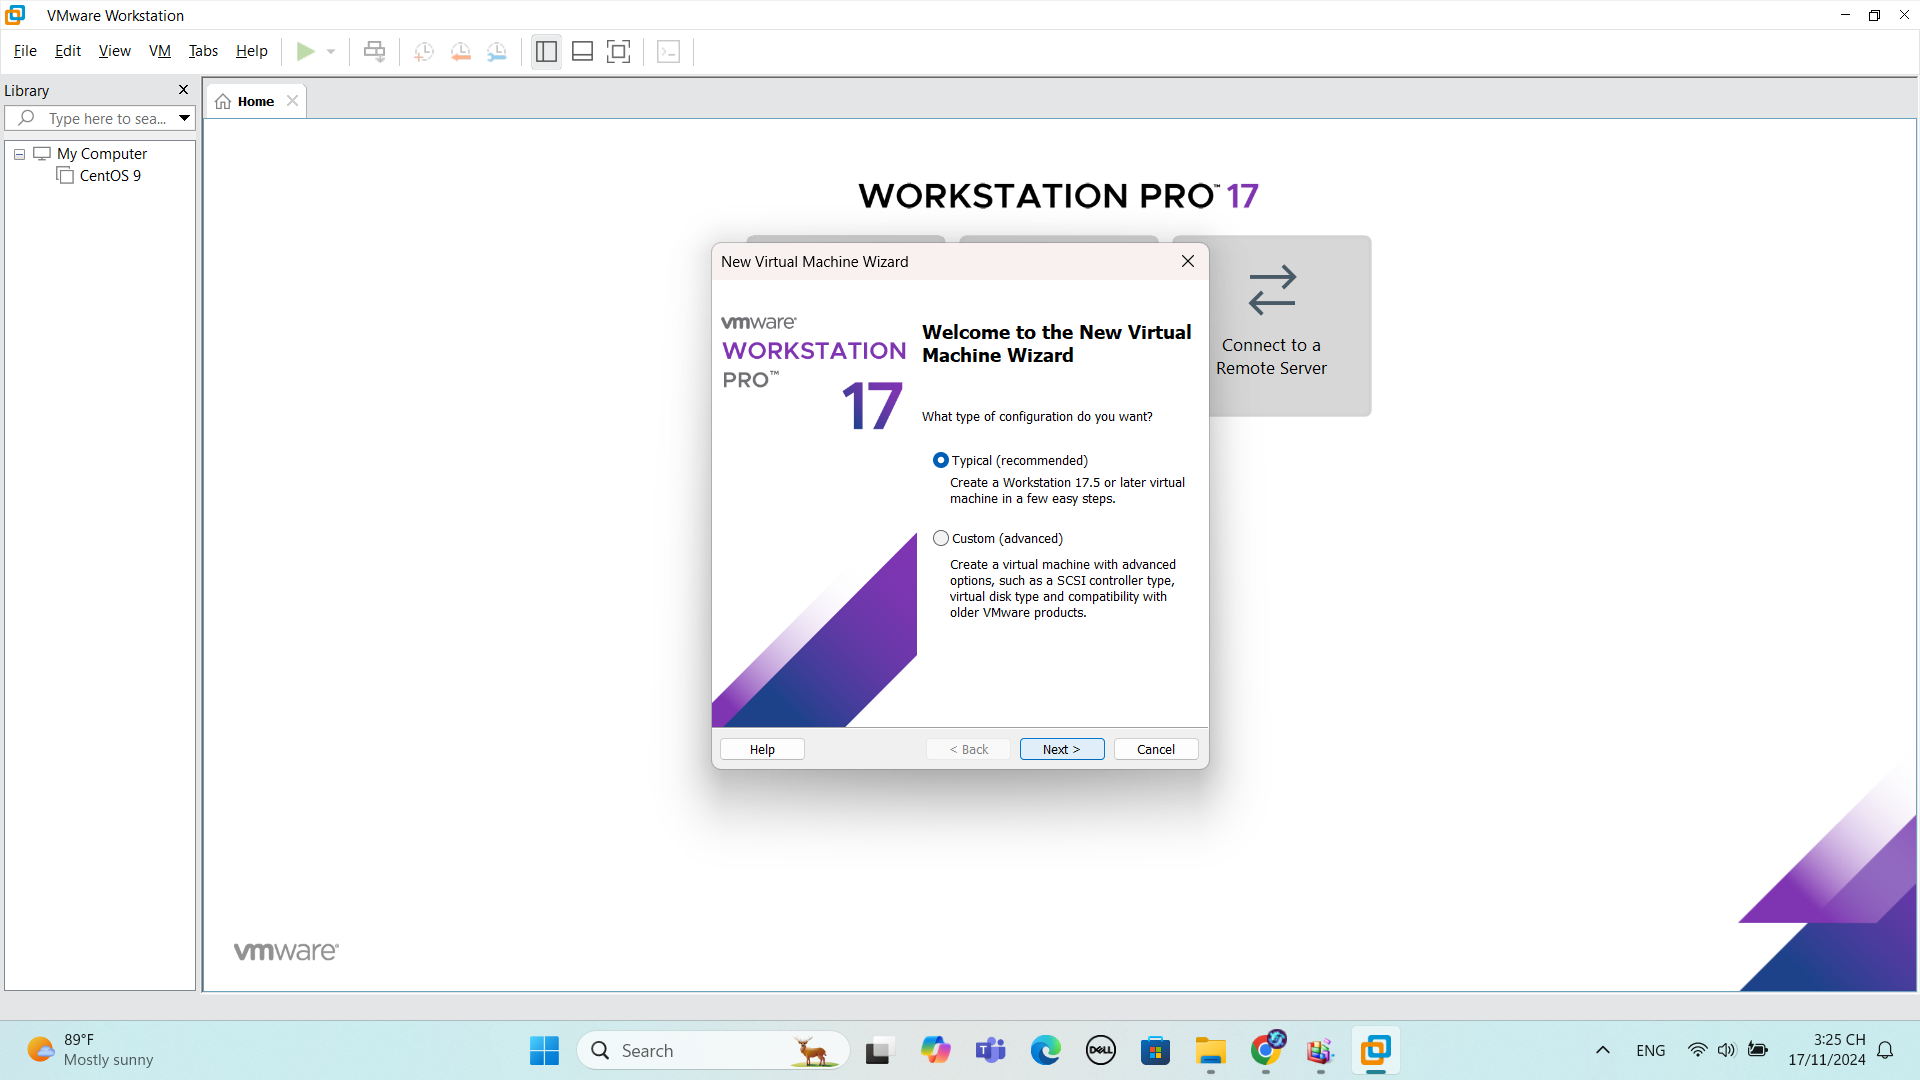 VMware Workstation
File Edit View VM Tabs Help
Library
Type here to sea...
Home
My Computer
CentOS 9
WORKSTATION PRO™ 17
New Virtual Machine Wizard
vmware®
WORKSTATION
PRO™
17
Welcome to the New Virtual
Machine Wizard
What type of configuration do you want?
Typical (recommended)
Create a Workstation 17.5 or later virtual
machine in a few easy steps.
Custom (advanced)
Create a virtual machine with advanced
options, such as a SCSI controller type,
virtual disk type and compatibility with
older VMware products.
Help
< Back
Next >
Cancel
Connect to a
Remote Server
vmware®
89°F
Mostly sunny
Search
DELL
ENG
3:25 CH
17/11/2024